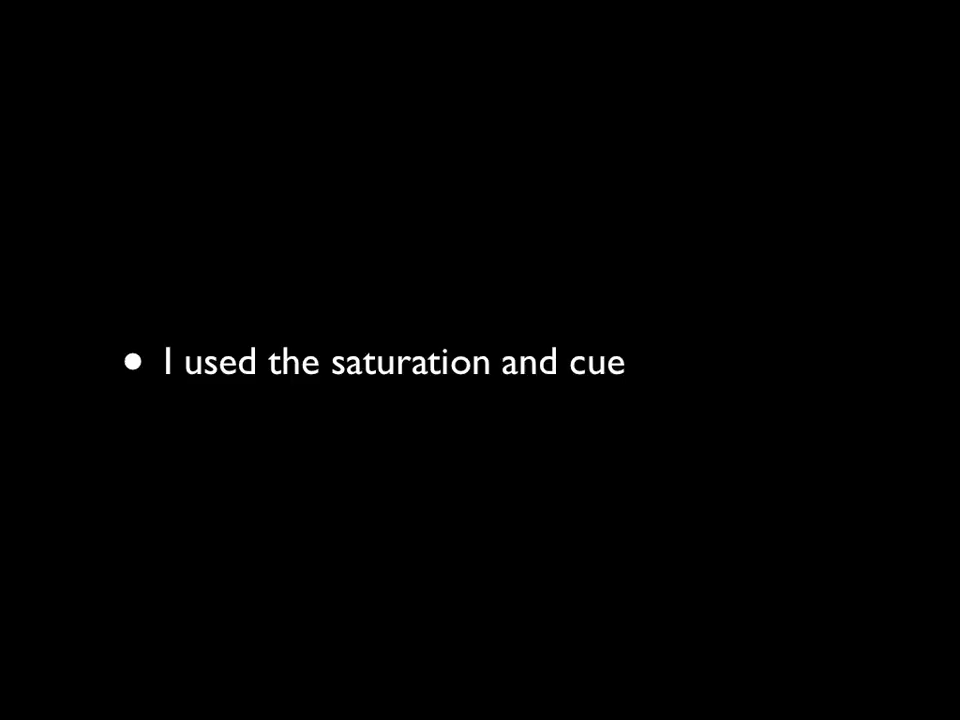 • I used the saturation and cue